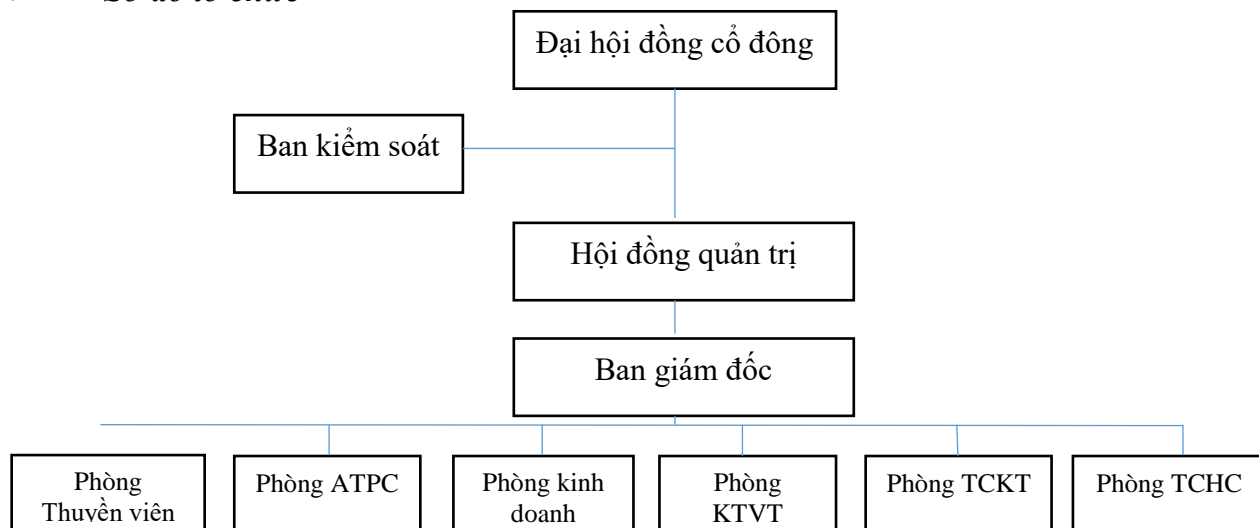 Đại hội đồng cổ đông
Ban kiểm soát
Hội đồng quản trị
Ban giám đốc
Phòng
Thuyền viên
Phòng ATPC
Phòng kinh
doanh
Phòng
KTVT
Phòng TCKT
Phòng TCHC